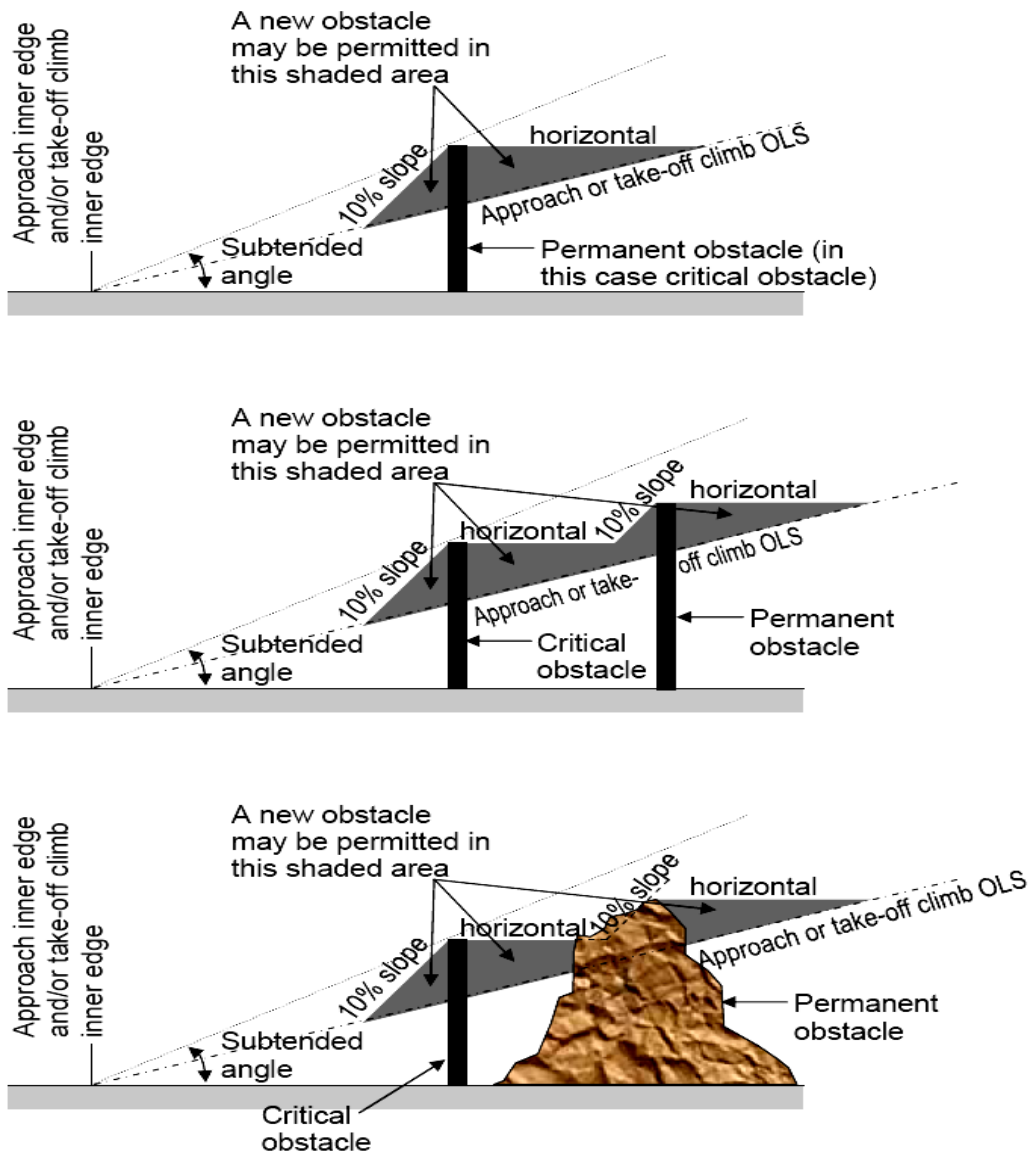 Approach inner edge
and/or take-off climb
inner edge
A new obstacle
may be permitted in
this shaded area
horizontal
10% slope
Approach or take-off climb OLS
Subtended
angle
Permanent obstacle (in
this case critical obstacle)
Approach inner edge
and/or take-off climb
inner edge
A new obstacle
may be permitted in
this shaded area
10% slope
horizontal
horizontal
10% slope
Approach or take-
off climb OLS
Subtended
angle
Critical
obstacle
Permanent
obstacle
Approach inner edge
and/or take-off climb
inner edge
A new obstacle
may be permitted in
this shaded area
10% slope
horizontal
horizontal
10% slope
Approach or take-off climb OLS
Subtended
angle
Permanent
obstacle
Critical
obstacle